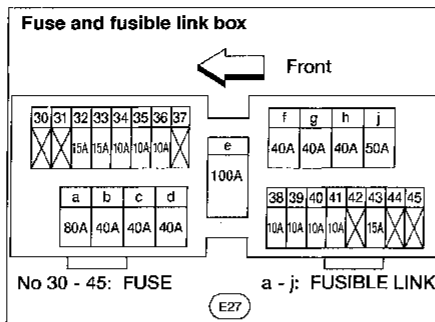 Fuse and fusible link box
Front
30 31 32 33 34 35 36 37
15A 15A 10A 10A 10A
a b c d
80A 40A 40A 40A
e
100A
f g h j
40A 40A 40A 50A
38 39 40 41 42 43 44 45
10A 10A 10A 10A 15A
No 30 - 45: FUSE
a - j: FUSIBLE LINK
E27